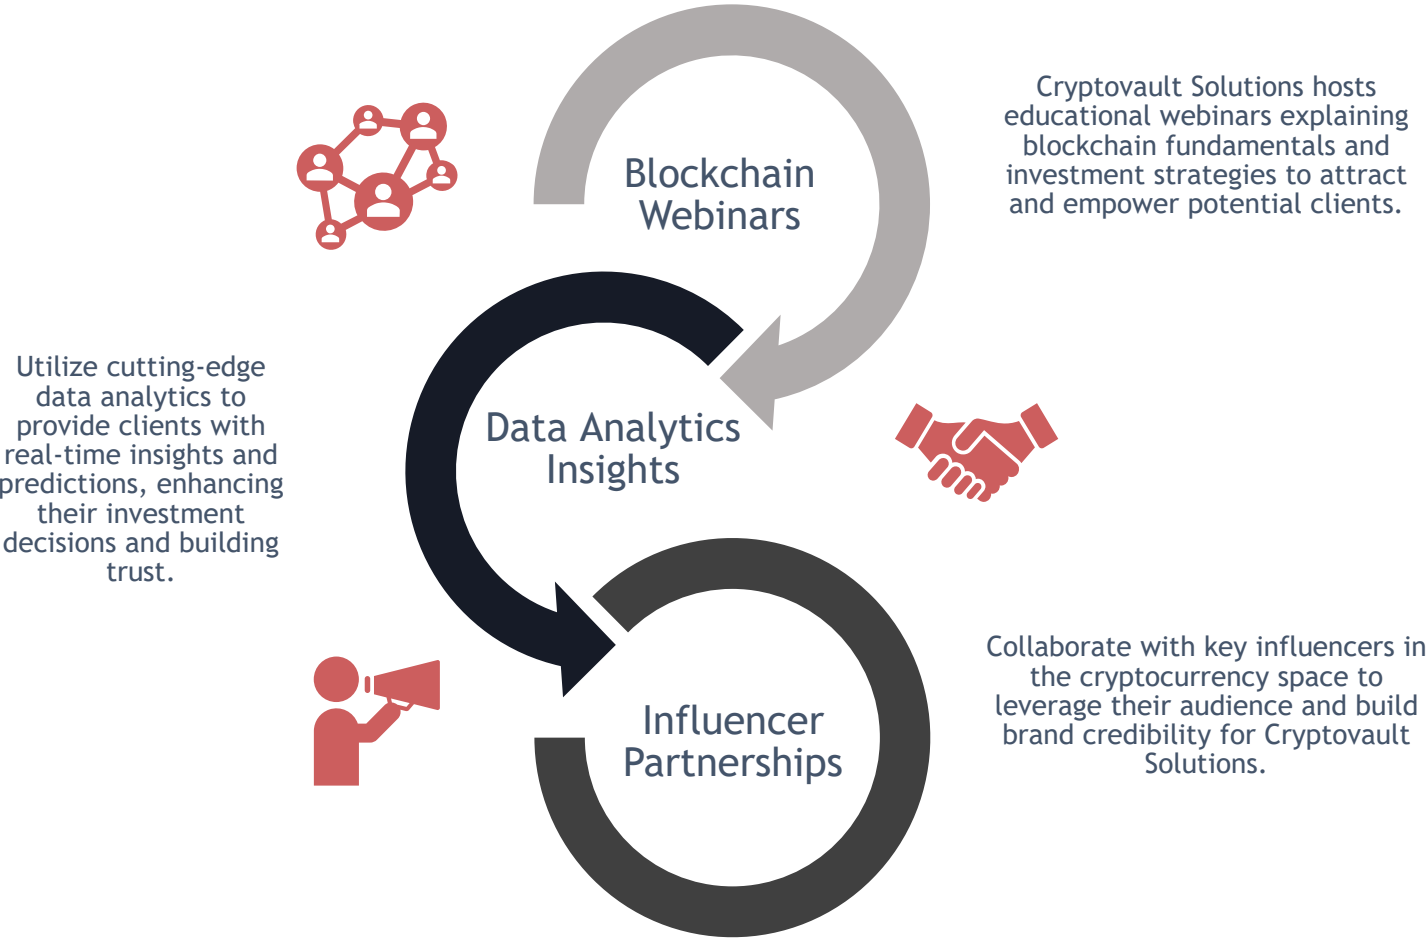 Blockchain
Webinars
Cryptovault Solutions hosts
educational webinars explaining
blockchain fundamentals and
investment strategies to attract
and empower potential clients.
Data Analytics
Insights
Utilize cutting-edge
data analytics to
provide clients with
real-time insights and
predictions, enhancing
their investment
decisions and building
trust.
Influencer
Partnerships
Collaborate with key influencers in
the cryptocurrency space to
leverage their audience and build
brand credibility for Cryptovault
Solutions.